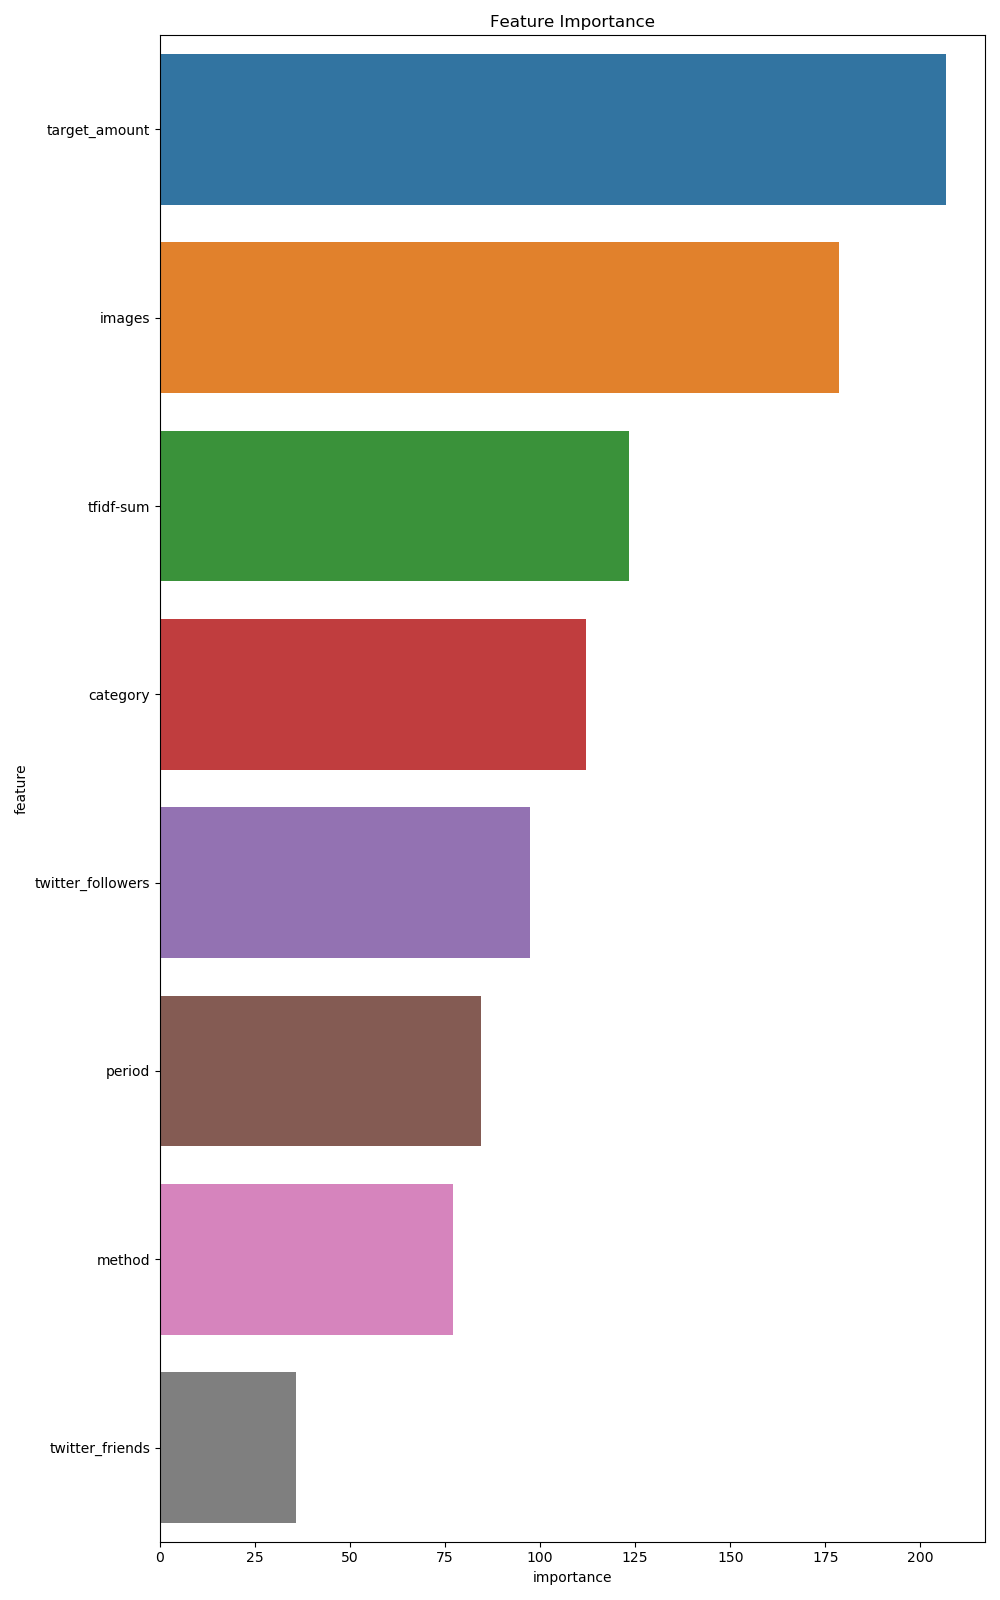 Feature Importance
target_amount
images
tfidf-sum
category
twitter_followers
period
method
twitter_friends
feature
0 25 50 75 100 125 150 175 200
importance